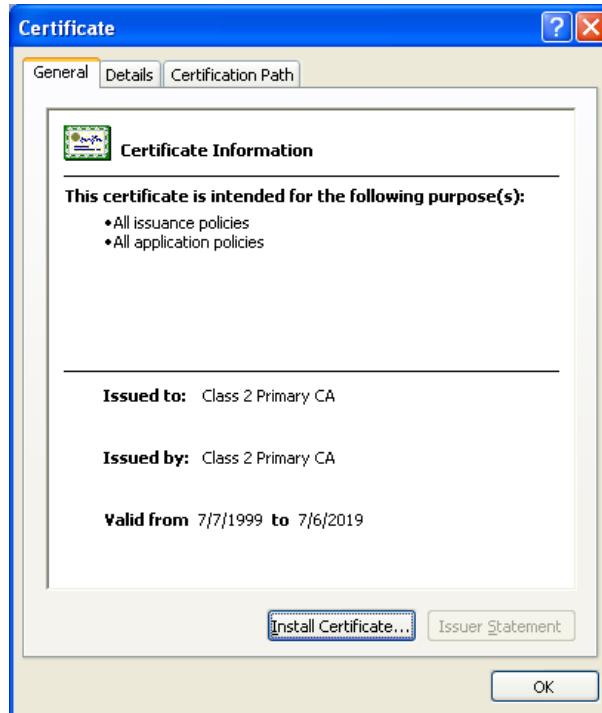 Certificate
General Details Certification Path
Certificate Information
This certificate is intended for the following purpose(s):
•All issuance policies
•All application policies
Issued to: Class 2 Primary CA
Issued by: Class 2 Primary CA
Valid from 7/7/1999 to 7/6/2019
Install Certificate... Issuer Statement
OK